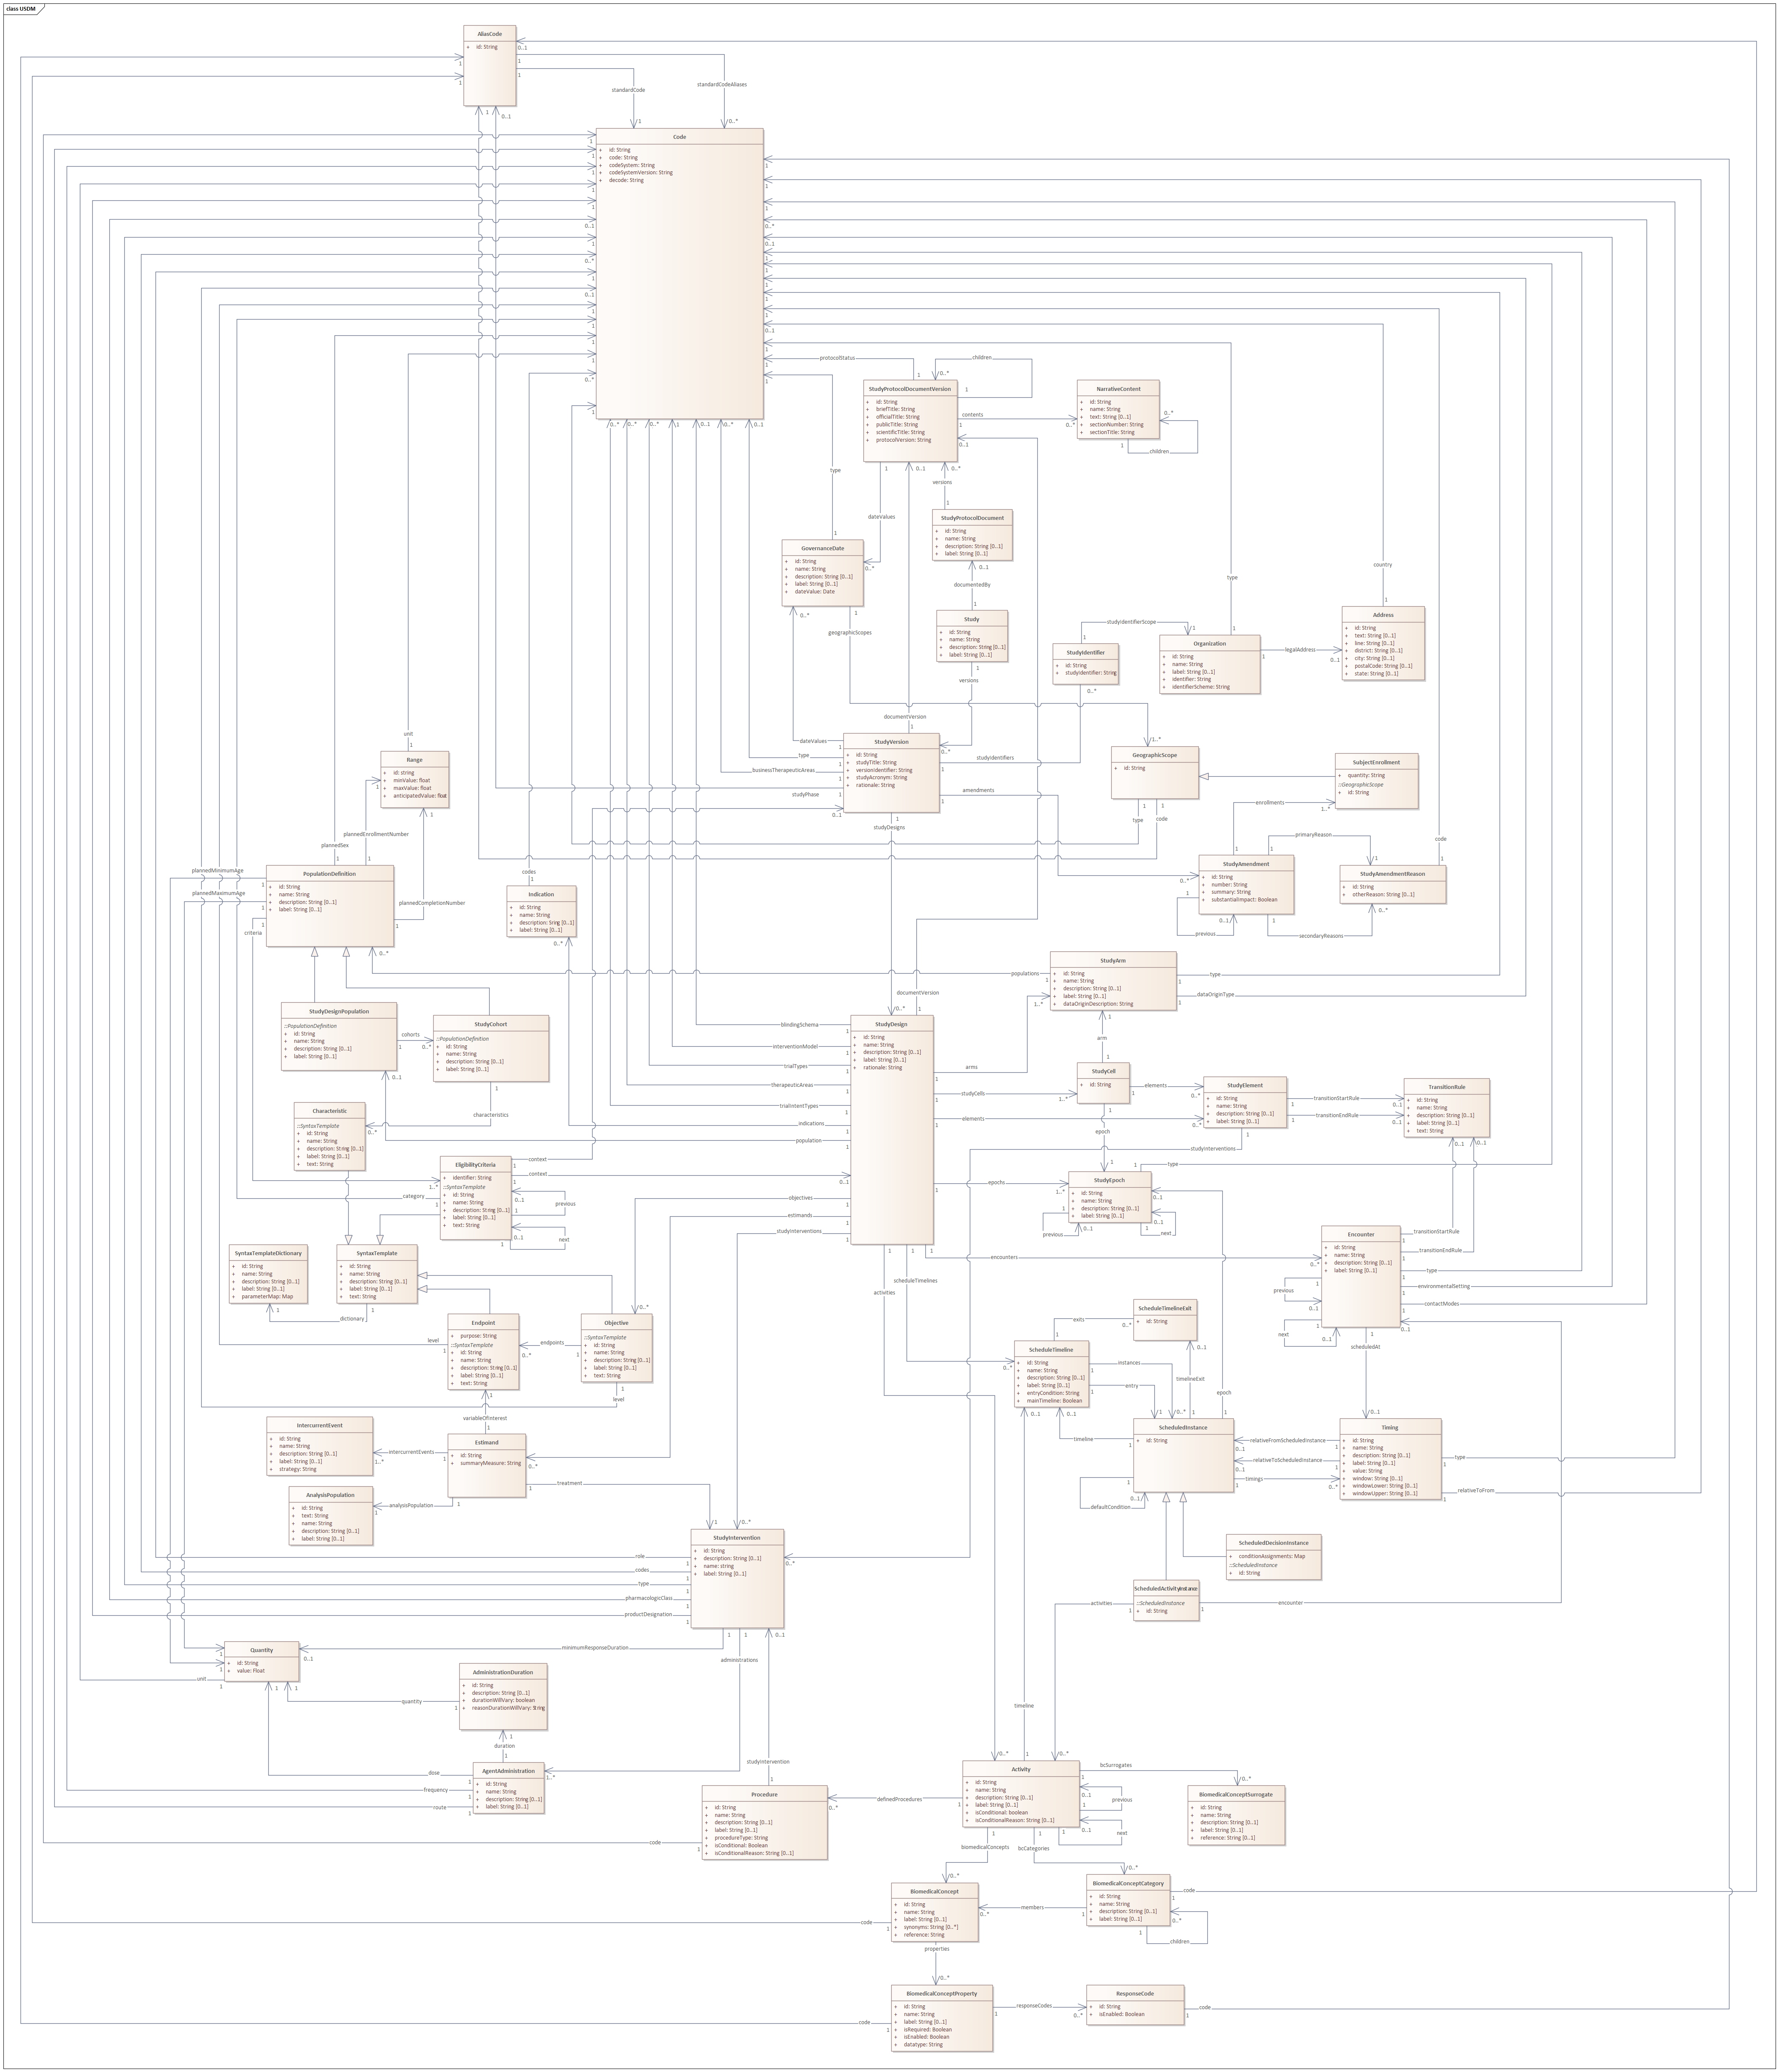 class USDM
AliasCode
+ id: String
0..1
1
1
1
1
1
0..1
standardCode
standardCodeAliases
1
0..*
Code
+ id: String
+ code: String
+ codeSystem: String
+ codeSystemVersion: String
+ decode: String
protocolStatus
children
StudyProtocolDocumentVersion
+ id: String
+ briefTitle: String
+ officialTitle: String
+ publicTitle: String
+ scientificTitle: String
+ protocolVersion: String
contents
NarrativeContent
+ id: String
+ name: String
+ text: String [0..1]
+ sectionNumber: String
+ sectionTitle: String
children
type
versions
dateValues
StudyProtocolDocument
+ id: String
+ name: String
+ description: String [0..1]
+ label: String [0..1]
GovernanceDate
+ id: String
+ name: String
+ description: String [0..1]
+ label: String [0..1]
+ dateValue: Date
documentedBy
type
country
geographicScopes
Study
+ id: String
+ name: String
+ description: String [0..1]
+ label: String [0..1]
studyIdentifierScope
StudyIdentifier
+ id: String
+ studyIdentifier: String
Organization
+ id: String
+ name: String
+ label: String [0..1]
+ identifier: String
+ identifierScheme: String
legalAddress
Address
+ id: String
+ text: String [0..1]
+ line: String [0..1]
+ district: String [0..1]
+ city: String [0..1]
+ postalCode: String [0..1]
+ state: String [0..1]
versions
documentVersion
unit
Range
+ id: string
+ minValue: float
+ maxValue: float
+ anticipatedValue: float
dateValues
type
businessTherapeuticAreas
studyPhase
StudyVersion
+ id: String
+ studyTitle: String
+ versionIdentifier: String
+ studyAcronym: String
+ rationale: String
studyIdentifiers
amendments
studyDesigns
GeographicScope
+ id: String
type
code
SubjectEnrollment
+ quantity: String
::GeographicScope
+ id: String
enrollments
primaryReason
code
StudyAmendment
+ id: String
+ number: String
+ summary: String
+ substantialImpact: Boolean
StudyAmendmentReason
+ id: String
+ otherReason: String [0..1]
previous
secondaryReasons
plannedEnrollmentNumber
plannedSex
plannedMinimumAge
plannedMaximumAge
plannedCompletionNumber
criteria
PopulationDefinition
+ id: String
+ name: String
+ description: String [0..1]
+ label: String [0..1]
codes
Indication
+ id: String
+ name: String
+ description: String [0..1]
+ label: String [0..1]
populations
StudyArm
+ id: String
+ name: String
+ description: String [0..1]
+ label: String [0..1]
+ dataOriginDescription: String
type
dataOriginType
documentVersion
StudyDesignPopulation
::PopulationDefinition
+ id: String
+ name: String
+ description: String [0..1]
+ label: String [0..1]
cohorts
StudyCohort
::PopulationDefinition
+ id: String
+ name: String
+ description: String [0..1]
+ label: String [0..1]
characteristics
StudyDesign
+ id: String
+ name: String
+ description: String [0..1]
+ label: String [0..1]
+ rationale: String
blindingSchema
interventionModel
trialTypes
therapeuticAreas
trialIntentTypes
indications
population
arms
studyCells
elements
epochs
arm
StudyCell
+ id: String
elements
epoch
StudyElement
+ id: String
+ name: String
+ description: String [0..1]
+ label: String [0..1]
transitionStartRule
transitionEndRule
studyInterventions
TransitionRule
+ id: String
+ name: String
+ description: String [0..1]
+ label: String [0..1]
+ text: String
Characteristic
::SyntaxTemplate
+ id: String
+ name: String
+ description: String [0..1]
+ label: String [0..1]
+ text: String
category
EligibilityCriteria
+ identifier: String
::SyntaxTemplate
+ id: String
+ name: String
+ description: String [0..1]
+ label: String [0..1]
+ text: String
context
context
previous
next
objectives
estimands
studyInterventions
type
StudyEpoch
+ id: String
+ name: String
+ description: String [0..1]
+ label: String [0..1]
previous
next
encounters
Encounter
+ id: String
+ name: String
+ description: String [0..1]
+ label: String [0..1]
transitionStartRule
transitionEndRule
type
environmentalSetting
contactModes
previous
next
scheduledAt
SyntaxTemplateDictionary
+ id: String
+ name: String
+ description: String [0..1]
+ label: String [0..1]
+ parameterMap: Map
SyntaxTemplate
+ id: String
+ name: String
+ description: String [0..1]
+ label: String [0..1]
+ text: String
dictionary
level
Endpoint
+ purpose: String
::SyntaxTemplate
+ id: String
+ name: String
+ description: String [0..1]
+ label: String [0..1]
+ text: String
endpoints
Objective
::SyntaxTemplate
+ id: String
+ name: String
+ description: String [0..1]
+ label: String [0..1]
+ text: String
level
variableOfInterest
activities
scheduleTimelines
ScheduleTimeline
+ id: String
+ name: String
+ description: String [0..1]
+ label: String [0..1]
+ entryCondition: String
+ mainTimeline: Boolean
exits
ScheduleTimelineExit
+ id: String
instances
entry
timelineExit
epoch
timeline
ScheduledInstance
+ id: String
defaultCondition
relativeFromScheduledInstance
relativeToScheduledInstance
timings
Timing
+ id: String
+ name: String
+ description: String [0..1]
+ label: String [0..1]
+ value: String
+ window: String [0..1]
+ windowLower: String [0..1]
+ windowUpper: String [0..1]
type
relativeToFrom
IntercurrentEvent
+ id: String
+ name: String
+ description: String [0..1]
+ label: String [0..1]
+ strategy: String
intercurrentEvents
Estimand
+ id: String
+ summaryMeasure: String
treatment
analysisPopulation
AnalysisPopulation
+ id: String
+ text: String
+ name: String
+ description: String [0..1]
+ label: String [0..1]
StudyIntervention
+ id: String
+ description: String [0..1]
+ name: string
+ label: String [0..1]
role
codes
type
pharmacologicClass
productDesignation
minimumResponseDuration
administrations
ScheduledDecisionInstance
+ conditionAssignments: Map
::ScheduledInstance
+ id: String
ScheduledActivityInstance
::ScheduledInstance
+ id: String
activities
encounter
Quantity
+ id: String
+ value: Float
unit
quantity
AdministrationDuration
+ id: String
+ description: String [0..1]
+ durationWillVary: boolean
+ reasonDurationWillVary: String
duration
dose
frequency
route
AgentAdministration
+ id: String
+ name: String
+ description: String [0..1]
+ label: String [0..1]
studyIntervention
timeline
Procedure
+ id: String
+ name: String
+ description: String [0..1]
+ label: String [0..1]
+ procedureType: String
+ isConditional: Boolean
+ isConditionalReason: String [0..1]
code
definedProcedures
Activity
+ id: String
+ name: String
+ description: String [0..1]
+ label: String [0..1]
+ isConditional: boolean
+ isConditionalReason: String [0..1]
bcSurrogates
previous
next
BiomedicalConceptSurrogate
+ id: String
+ name: String
+ description: String [0..1]
+ label: String [0..1]
+ reference: String [0..1]
biomedicalConcepts
bcCategories
BiomedicalConcept
+ id: String
+ name: String
+ label: String [0..1]
+ synonyms: String [0..*]
+ reference: String
code
members
BiomedicalConceptCategory
+ id: String
+ name: String
+ description: String [0..1]
+ label: String [0..1]
code
children
properties
BiomedicalConceptProperty
+ id: String
+ name: String
+ label: String [0..1]
+ isRequired: Boolean
+ isEnabled: Boolean
+ datatype: String
code
responseCodes
ResponseCode
+ id: String
+ isEnabled: Boolean
code